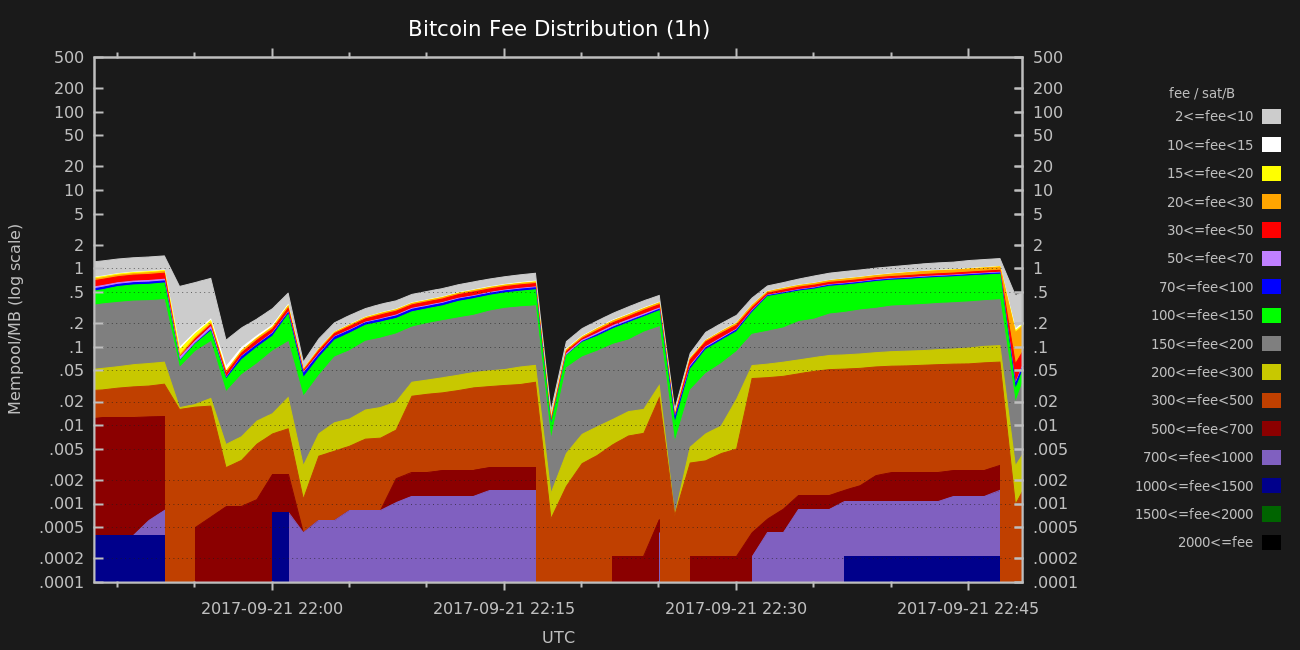 Bitcoin Fee Distribution (1h)
Mempool/MB (log scale)
500
200
100
50
20
10
5
2
1
.5
.2
.1
.05
.02
.01
.005
.002
.001
.0005
.0002
.0001
500
200
100
50
20
10
5
2
1
.5
.2
.1
.05
.02
.01
.005
.002
.001
.0005
.0002
.0001
2017-09-21 22:00 2017-09-21 22:15 2017-09-21 22:30 2017-09-21 22:45
UTC
fee / sat/B
2<=fee<10
10<=fee<15
15<=fee<20
20<=fee<30
30<=fee<50
50<=fee<70
70<=fee<100
100<=fee<150
150<=fee<200
200<=fee<300
300<=fee<500
500<=fee<700
700<=fee<1000
1000<=fee<1500
1500<=fee<2000
2000<=fee